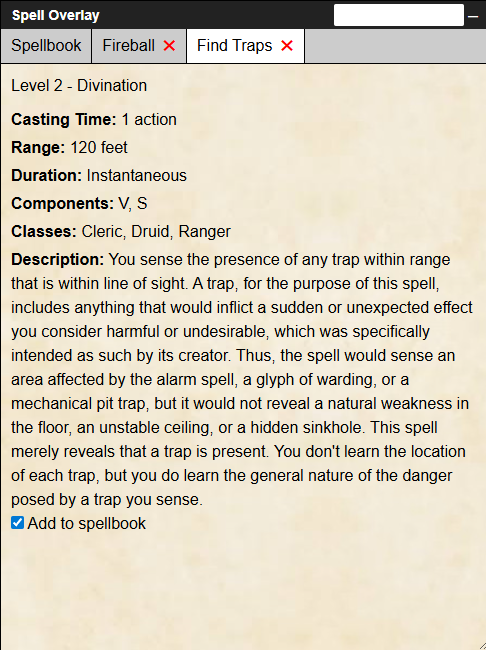 Spell Overlay
Spellbook Fireball Find Traps
Level 2 - Divination
Casting Time: 1 action
Range: 120 feet
Duration: Instantaneous
Components: V, S
Classes: Cleric, Druid, Ranger
Description: You sense the presence of any trap within range
that is within line of sight. A trap, for the purpose of this spell,
includes anything that would inflict a sudden or unexpected effect
you consider harmful or undesirable, which was specifically
intended as such by its creator. Thus, the spell would sense an
area affected by the alarm spell, a glyph of warding, or a
mechanical pit trap, but it would not reveal a natural weakness in
the floor, an unstable ceiling, or a hidden sinkhole. This spell
merely reveals that a trap is present. You don't learn the location
of each trap, but you do learn the general nature of the danger
posed by a trap you sense.
Add to spellbook